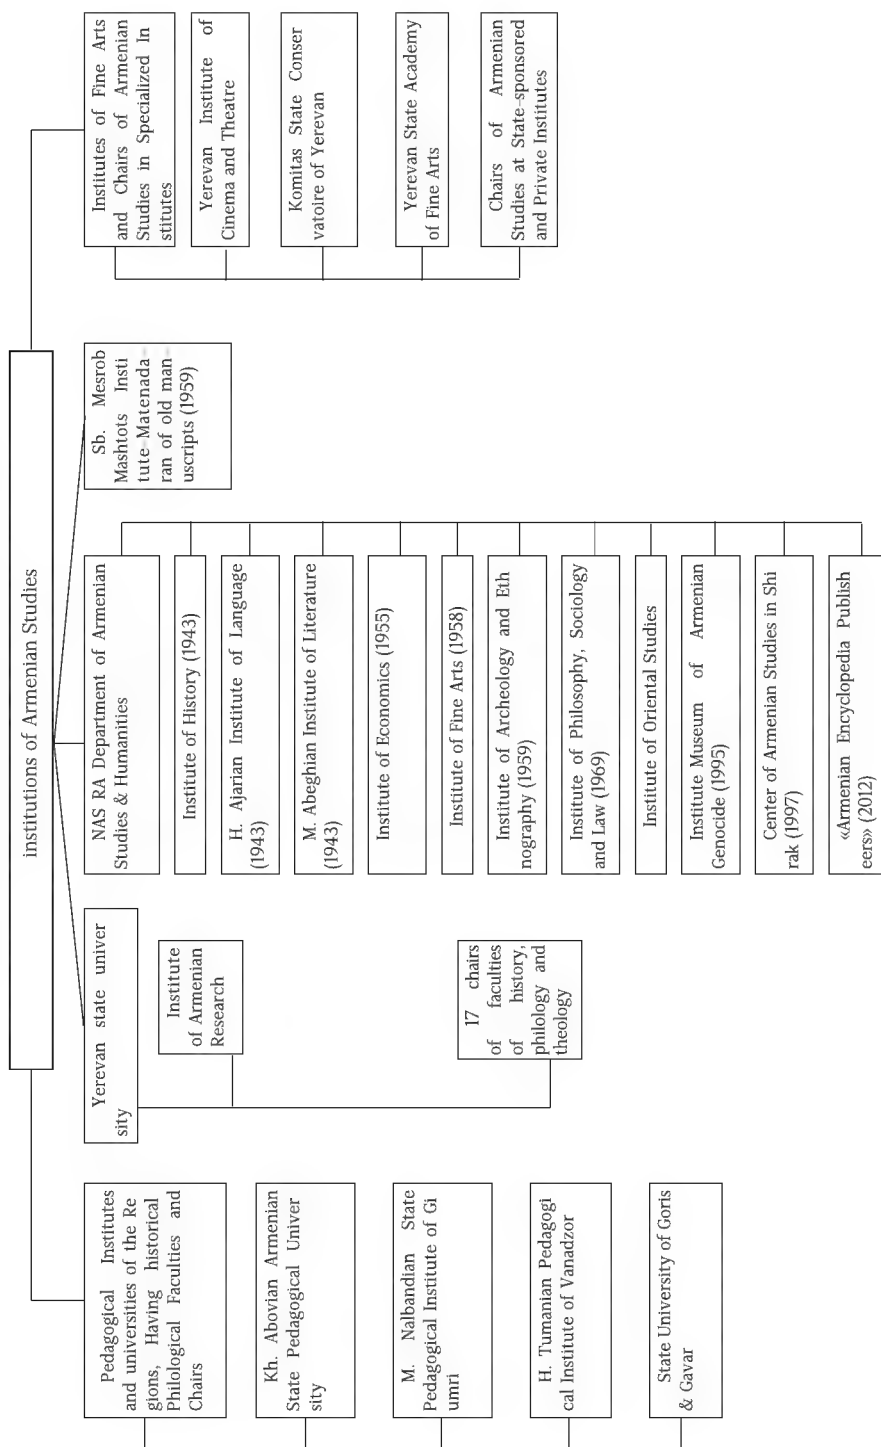 institutions of Armenian Studies
Pedagogical Institutes
and universities of the Re
gions, Having historical
Philological Faculties and
Chairs
Kh. Abovian Armenian
State Pedagogical Univer
sity
M. Nalbandian State
Pedagogical Institute of Gi
umri
H. Tumanian Pedagogi
cal Institute of Vanadzor
State University of Goris
& Gavar
Yerevan state univer
sity
Institute
of Armenian
Research
17 chairs
of faculties
of history,
philology and
theology
NAS RA Department of Armenian
Studies & Humanities
Institute of History (1943)
H. Ajarian Institute of Language
(1943)
M. Abeghian Institute of Literature
(1943)
Institute of Economics (1955)
Institute of Fine Arts (1958)
Institute of Archeology and Eth
nography (1959)
Institute of Philosophy, Sociology
and Law (1969)
Institute of Oriental Studies
Institute Museum of Armenian
Genocide (1995)
Center of Armenian Studies in Shi
rak (1997)
«Armenian Encyclopedia Publish
eers» (2012)
Sb. Mesrob
Mashtots Insti
tute-Matenada-
ran of old man-
uscripts (1959)
Institutes of Fine Arts
and Chairs of Armenian
Studies in Specialized In
stitutes
Yerevan Institute of
Cinema and Theatre
Komitas State Conser
vatoire of Yerevan
Yerevan State Academy
of Fine Arts
Chairs of Armenian
Studies at State-sponsored
and Private Institutes